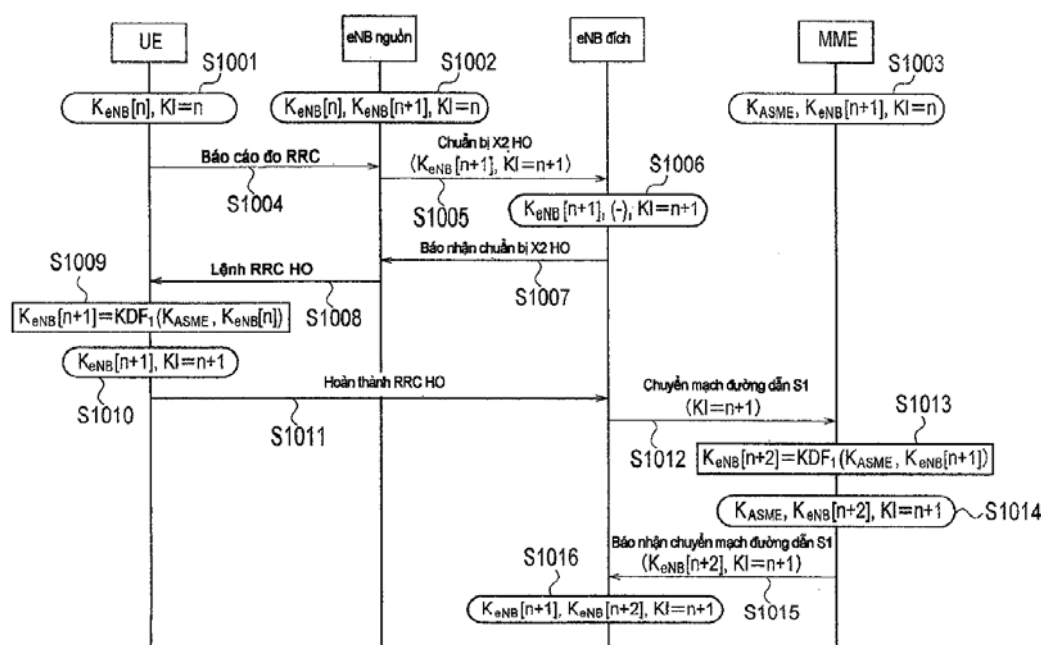 UE
eNB nguồn
eNB đích
MME
S1001
S1002
S1003
KeNB[n], KI=n
KeNB[n], KeNB[n+1], KI=n
KASME, KeNB[n+1], KI=n
Báo cáo đo RRC
S1004
Chuẩn bị X2 HO
(KeNB[n+1], KI=n+1)
S1005
S1006
KeNB[n+1], (-), KI=n+1
Báo nhận chuẩn bị X2 HO
S1007
Lệnh RRC HO
S1008
S1009
KeNB[n+1]=KDF1(KASME, KeNB[n])
KeNB[n+1], KI=n+1
S1010
Hoàn thành RRC HO
S1011
Chuyển mạch đường dẫn S1
(KI=n+1)
S1012
S1013
KeNB[n+2]=KDF1(KASME, KeNB[n+1])
KASME, KeNB[n+2], KI=n+1
S1014
Báo nhận chuyển mạch đường dẫn S1
(KeNB[n+2], KI=n+1)
S1015
S1016
KeNB[n+1], KeNB[n+2], KI=n+1